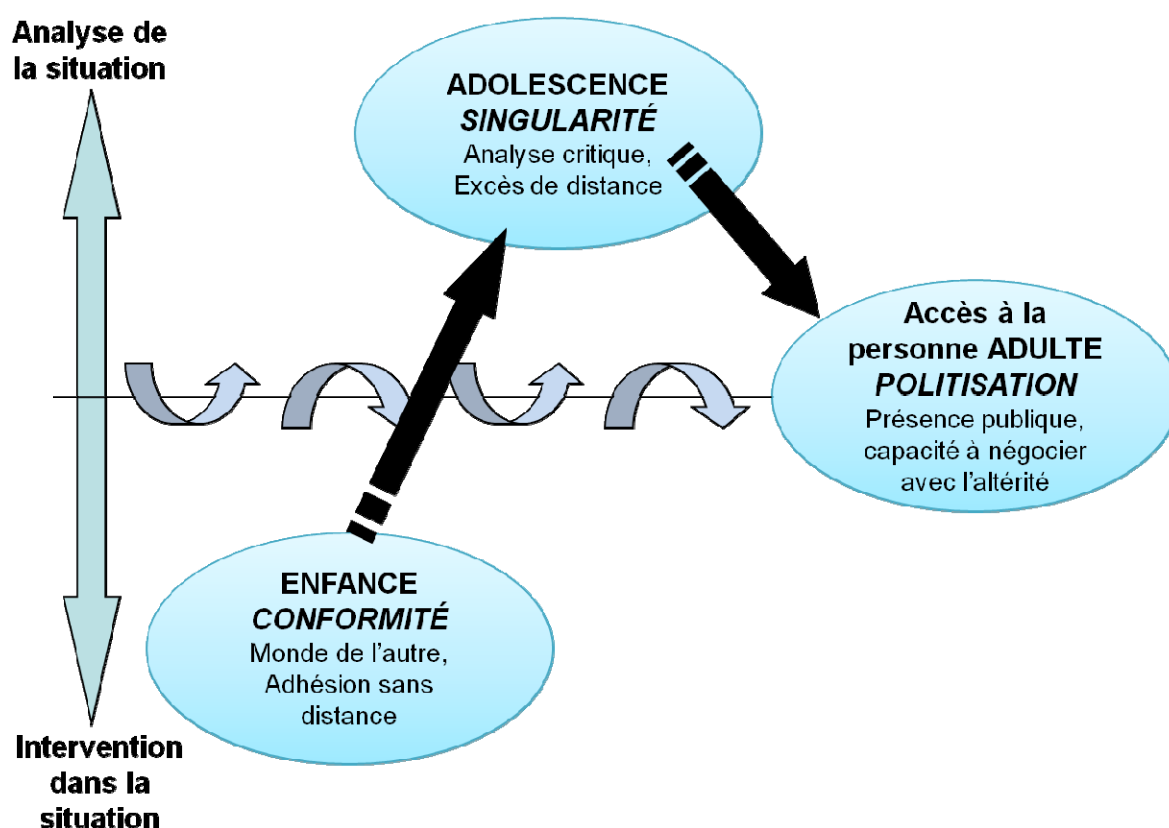 Analyse de
la situation
ADOLESCENCE
SINGULARITÉ
Analyse critique,
Excès de distance
Accès à la
personne ADULTE
POLITISATION
Présence publique,
capacité à négocier
avec l'altérité
ENFANCE
CONFORMITÉ
Monde de l'autre,
Adhésion sans
distance
Intervention
dans la
situation